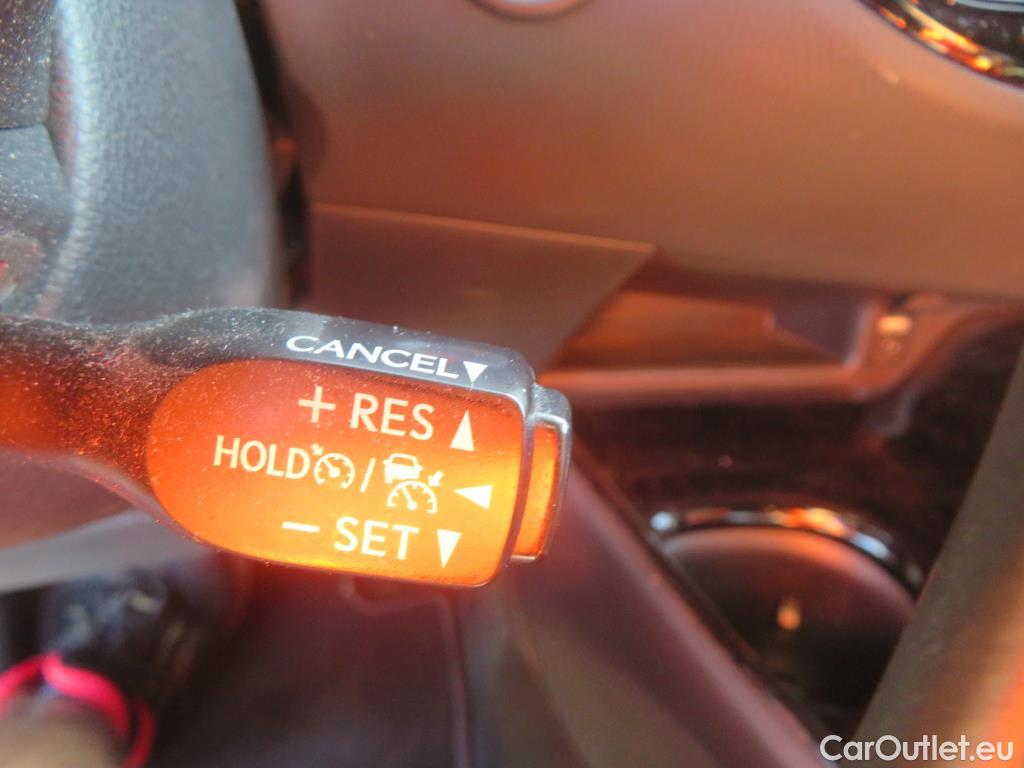 CANCEL▼
+ RES ▲
HOLD / ◀
− SET ▼
CarOutlet.eu